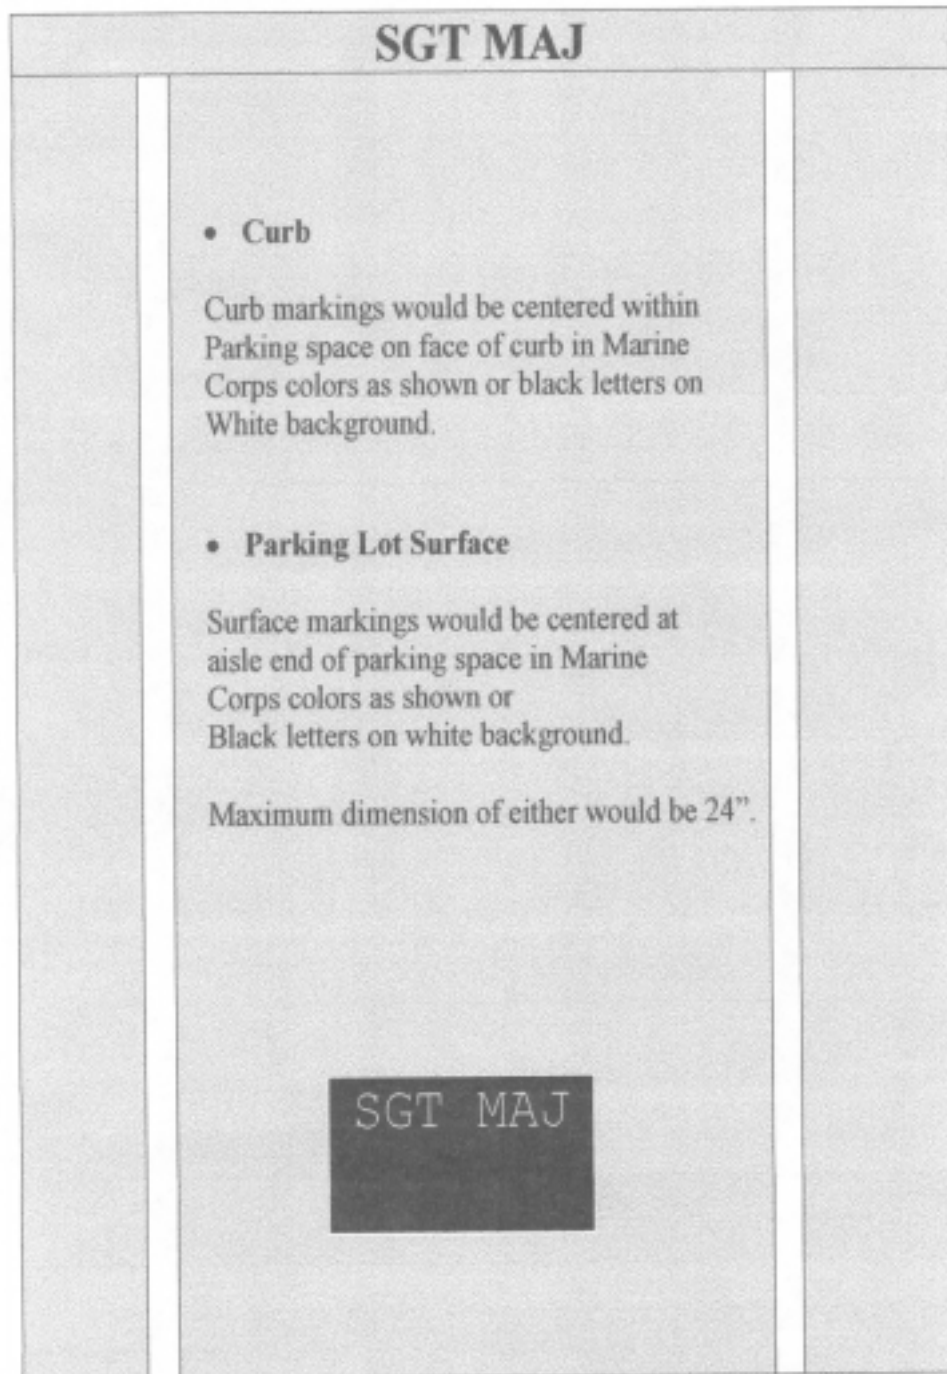 SGT MAJ
• Curb
Curb markings would be centered within
Parking space on face of curb in Marine
Corps colors as shown or black letters on
White background.
• Parking Lot Surface
Surface markings would be centered at
aisle end of parking space in Marine
Corps colors as shown or
Black letters on white background.
Maximum dimension of either would be 24”.
SGT MAJ